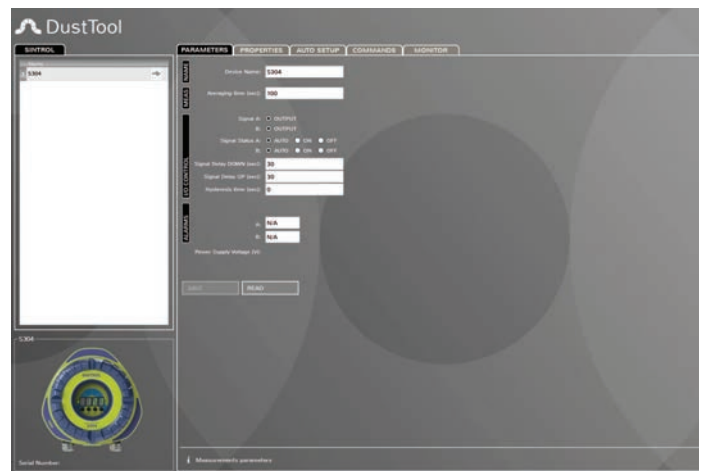 DustTool
SINTROL
PARAMETERS PROPERTIES AUTO SETUP COMMANDS MONITOR
S304
NAME
Device Name: S304
MEAS
Averaging time (sec): 100
I/O CONTROL
Signal A: OUTPUT
B: OUTPUT
Signal Status A: AUTO ON OFF
B: AUTO ON OFF
Signal Delay DOWN (sec): 30
Signal Delay UP (sec): 30
Hysteresis time (sec): 0
ALARMS
A: N/A
B: N/A
Power Supply Voltage (V):
SAVE READ
S304
Serial Number:
i Measurements parameters